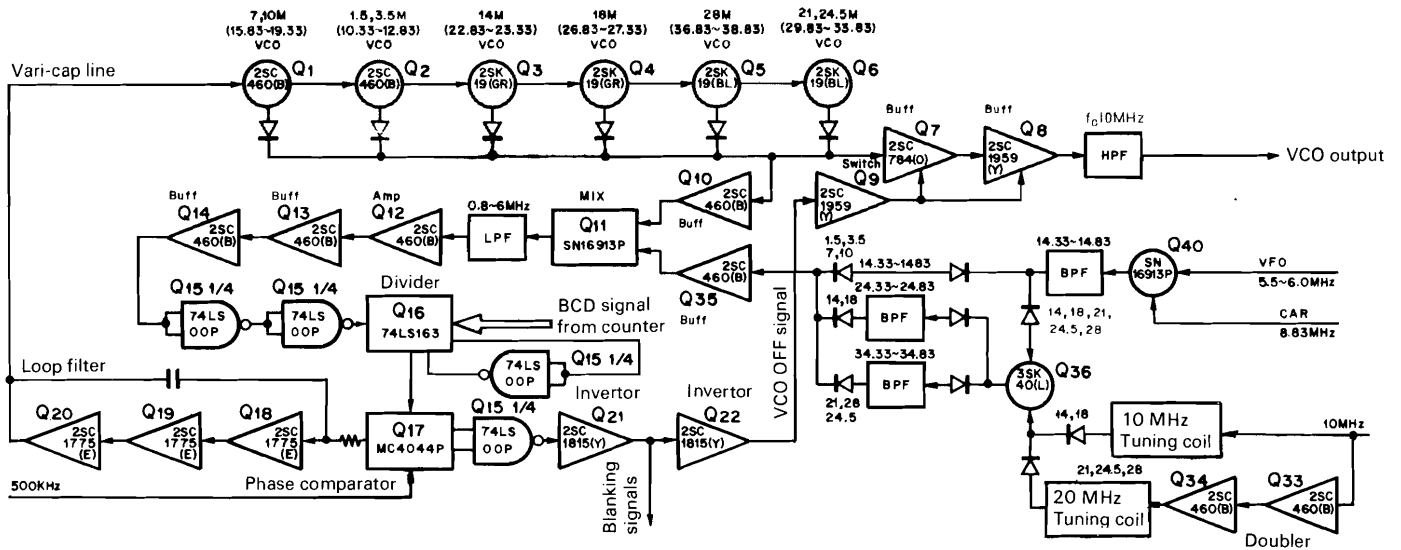 7,10M
(15.83~19.33)
VCO
1.8,3.5M
(10.33~12.83)
VCO
14M
(22.83~23.33)
VCO
18M
(26.83~27.33)
VCO
28M
(36.83~38.83)
VCO
21,24.5M
(29.83~33.83)
VCO
Vari-cap line
2SC
460(B)
Q1
2SC
460(B)
Q2
2SK
19(GR)
Q3
2SK
19(GR)
Q4
2SK
19(BL)
Q5
2SK
19(BL)
Q6
Buff
Q7
2SC
784(O)
Buff
Q8
2SC
1959
(Y)
fc10MHz
HPF
VCO output
Switch
Q9
2SC
1959
(Y)
Buff
Q14
2SC
460(B)
Buff
Q13
2SC
460(B)
Amp
Q12
2SC
460(B)
0.8~6MHz
LPF
MIX
Q11
SN16913P
Q10
2SC
460(B)
Buff
2SC
460(B)
Q35
Buff
1.5,3.5
7,10
14.33~1483
14.33~14.83
BPF
Q40
SN
16913P
VFO
5.5~6.0MHz
CAR
8.83MHz
24.33~24.83
14,18
BPF
14,18,21,
24.5,28
34.33~34.83
BPF
21,28
24.5
Q15 1/4
74LS
00P
Q15 1/4
74LS
00P
Divider
Q16
74LS163
BCD signal
from counter
Q15 1/4
74LS
00P
VCO OFF signal
3SK
40(L)
Q36
Loop filter
Q20
2SC
1775
(E)
Q19
2SC
1775
(E)
Q18
2SC
1775
(E)
Q17
MC4044P
Q15 1/4
74LS
00P
Invertor
Q21
2SC
1815(Y)
Invertor
Q22
2SC
1815(Y)
500KHz
Phase comparator
Blanking
signals
14,18
10 MHz
Tuning coil
10MHz
21,24.5,28
20 MHz
Tuning coil
Q34
2SC
460(B)
Q33
2SC
460(B)
Doubler